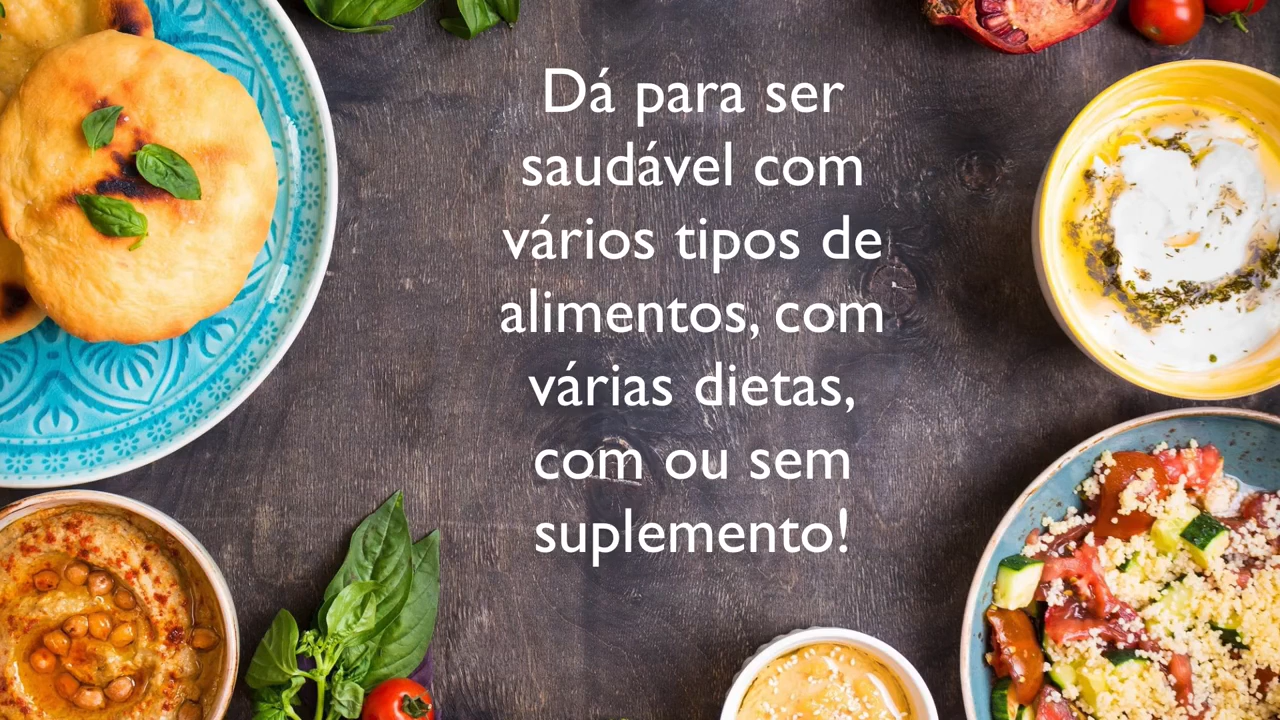 Dá para ser
saudável com
vários tipos de
alimentos, com
várias dietas,
com ou sem
suplemento!